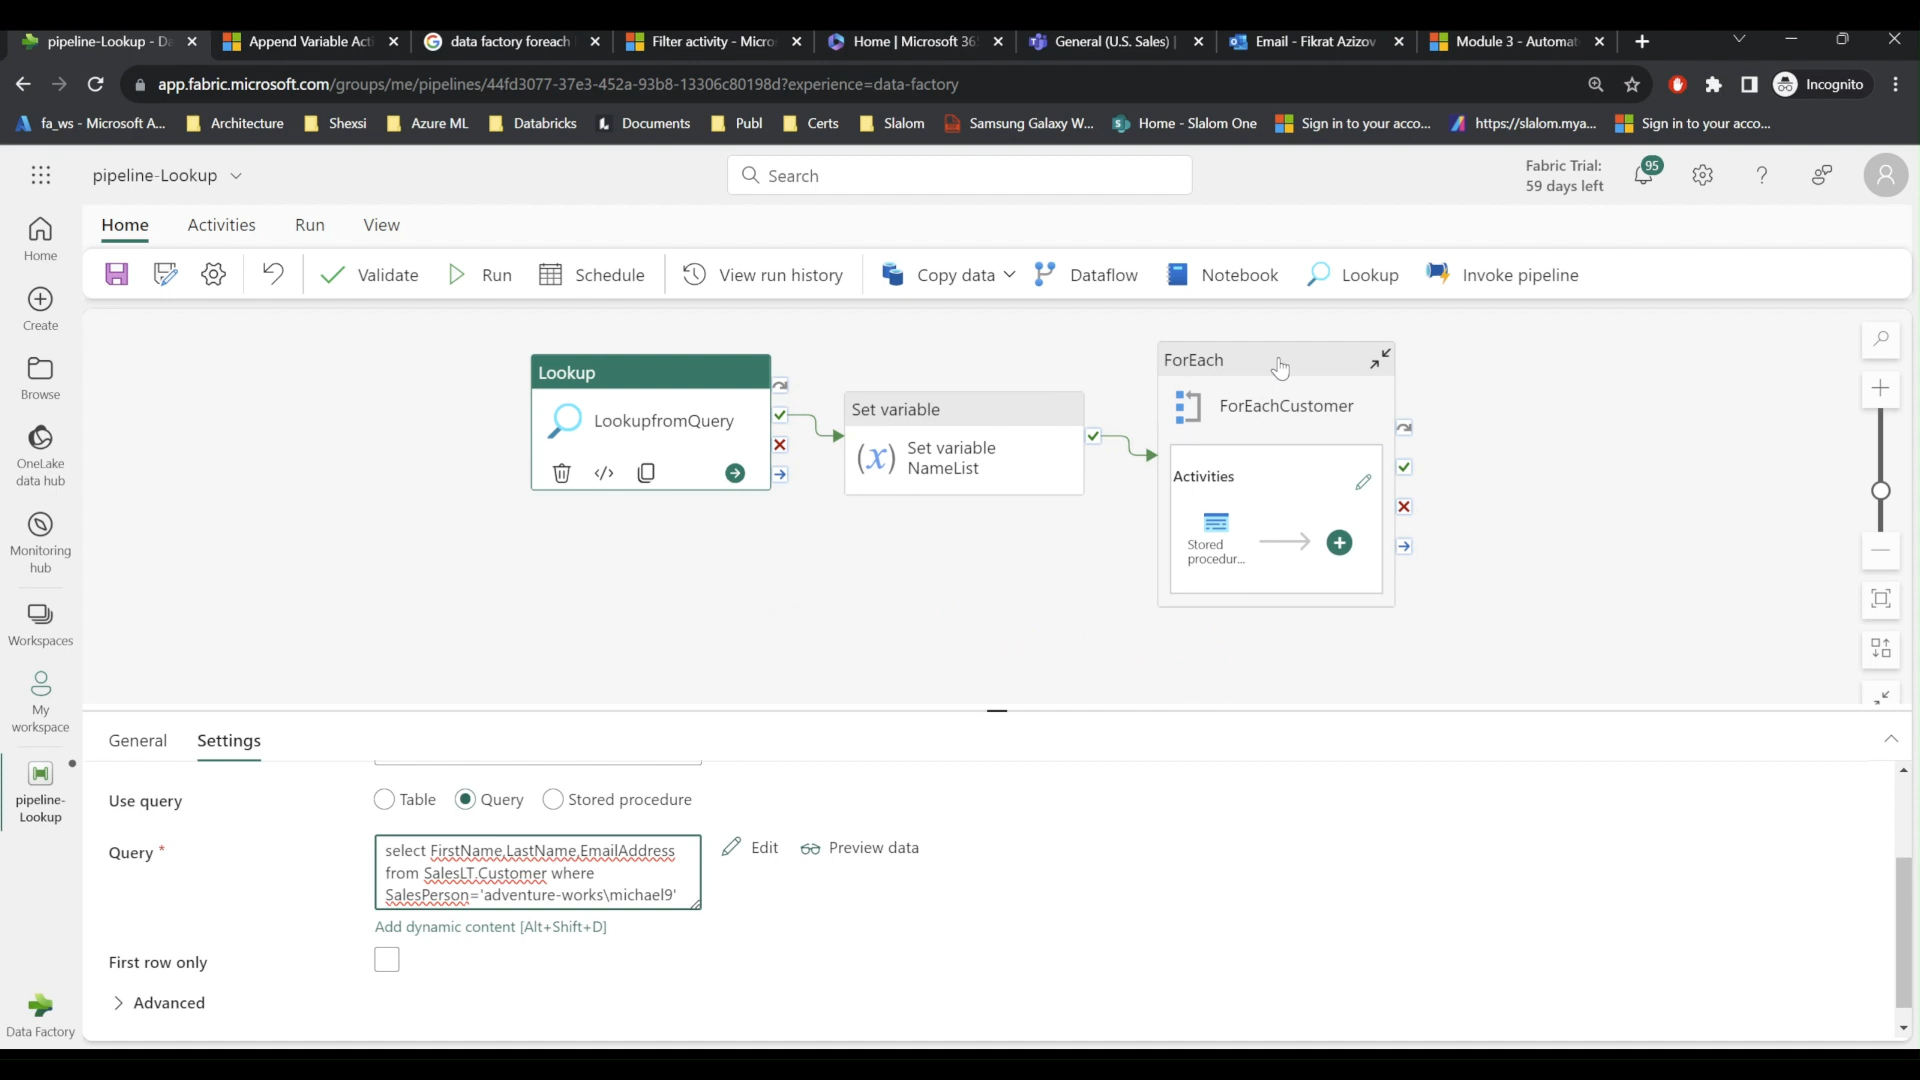 pipeline-Lookup - Da
Append Variable Acti
data factory foreach
Filter activity - Micro
Home | Microsoft 36
General (U.S. Sales) |
Email - Fikrat Azizov
Module 3 - Automat
app.fabric.microsoft.com/groups/me/pipelines/44fd3077-37e3-452a-93b8-13306c80198d?experience=data-factory
Incognito
fa_ws - Microsoft A...
Architecture
Shexsi
Azure ML
Databricks
Documents
Publ
Certs
Slalom
Samsung Galaxy W...
Home - Slalom One
Sign in to your acco...
https://slalom.mya...
Sign in to your acco...
pipeline-Lookup
Search
Fabric Trial:
59 days left
95
Home
Activities
Run
View
Validate
Run
Schedule
View run history
Copy data
Dataflow
Notebook
Lookup
Invoke pipeline
Home
Create
Browse
OneLake
data hub
Monitoring
hub
Workspaces
My
workspace
pipeline-
Lookup
Data Factory
Lookup
LookupfromQuery
Set variable
(x)
Set variable
NameList
ForEach
ForEachCustomer
Activities
Stored
procedur...
General
Settings
Use query
Table
Query
Stored procedure
Query *
select FirstName,LastName,EmailAddress
from SalesLT.Customer where
SalesPerson='adventure-works\michael9'
Edit
Preview data
Add dynamic content [Alt+Shift+D]
First row only
Advanced